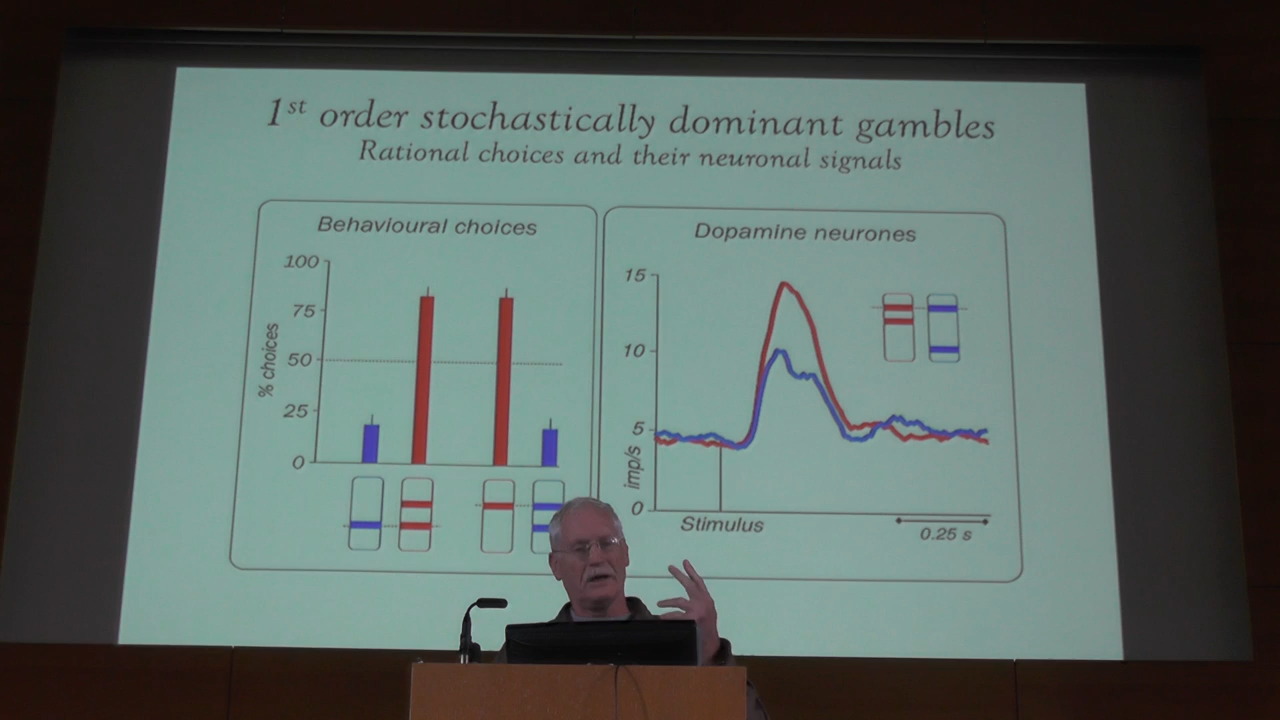 1st order stochastically dominant gambles
Rational choices and their neuronal signals
Behavioural choices
100
75
50
25
0
% choices
Dopamine neurones
15
10
5
0
imp/s
Stimulus
0.25 s